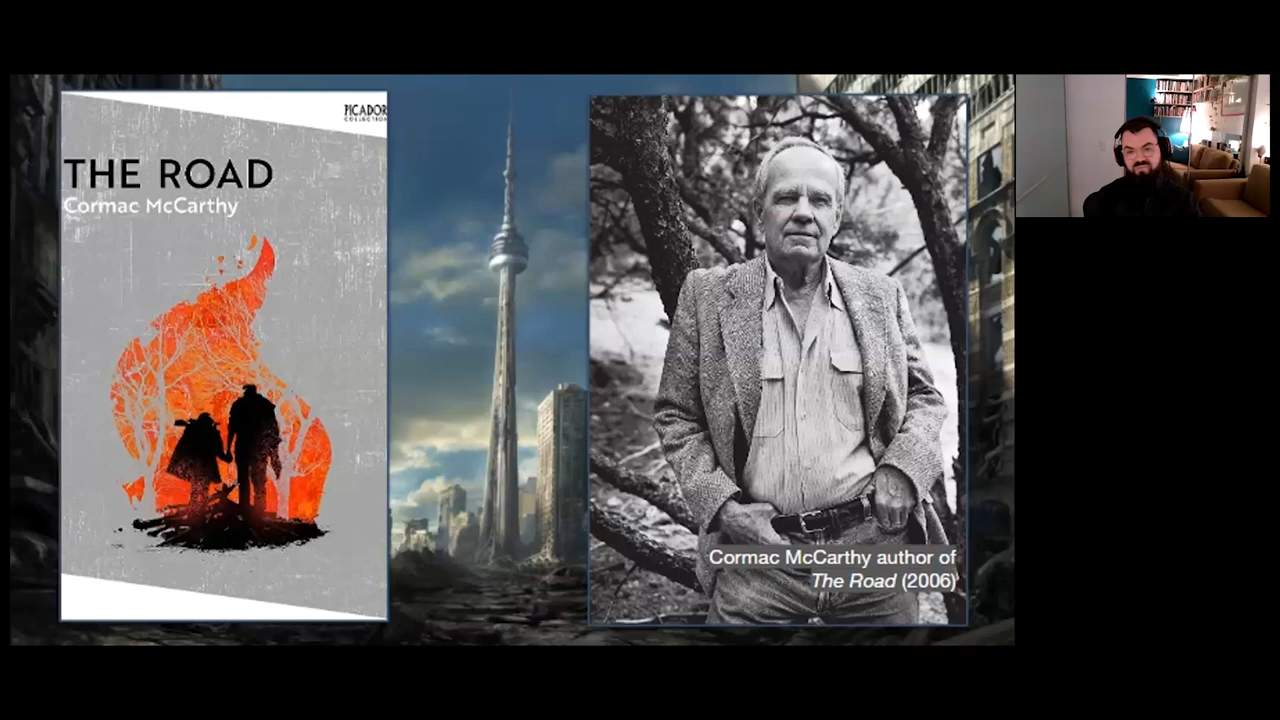 PICADOR
COLLECTION
THE ROAD
Cormac McCarthy
Cormac McCarthy author of
The Road (2006)